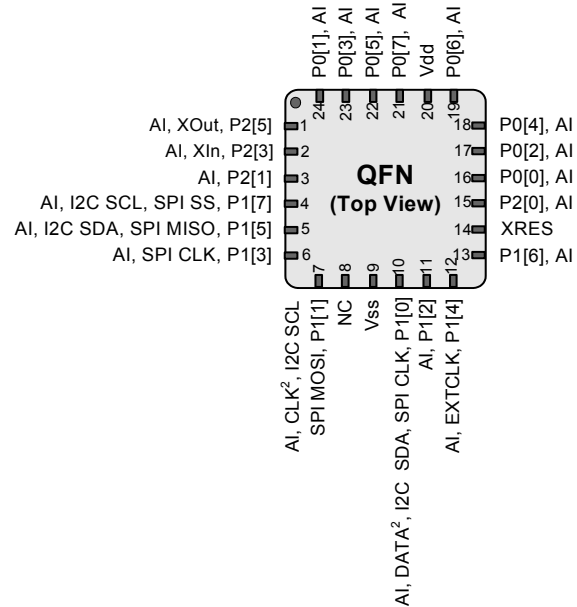 P0[1], AI
P0[3], AI
P0[5], AI
P0[7], AI
Vdd
P0[6], AI
24
23
22
21
20
19
AI, XOut, P2[5]
1
18
P0[4], AI
AI, XIn, P2[3]
2
17
P0[2], AI
AI, P2[1]
3
QFN
16
P0[0], AI
AI, I2C SCL, SPI SS, P1[7]
4
(Top View)
15
P2[0], AI
AI, I2C SDA, SPI MISO, P1[5]
5
14
XRES
AI, SPI CLK, P1[3]
6
13
P1[6], AI
7
8
9
10
11
12
AI, CLK², I2C SCL
SPI MOSI, P1[1]
NC
Vss
AI, DATA², I2C SDA, SPI CLK, P1[0]
AI, P1[2]
AI, EXTCLK, P1[4]